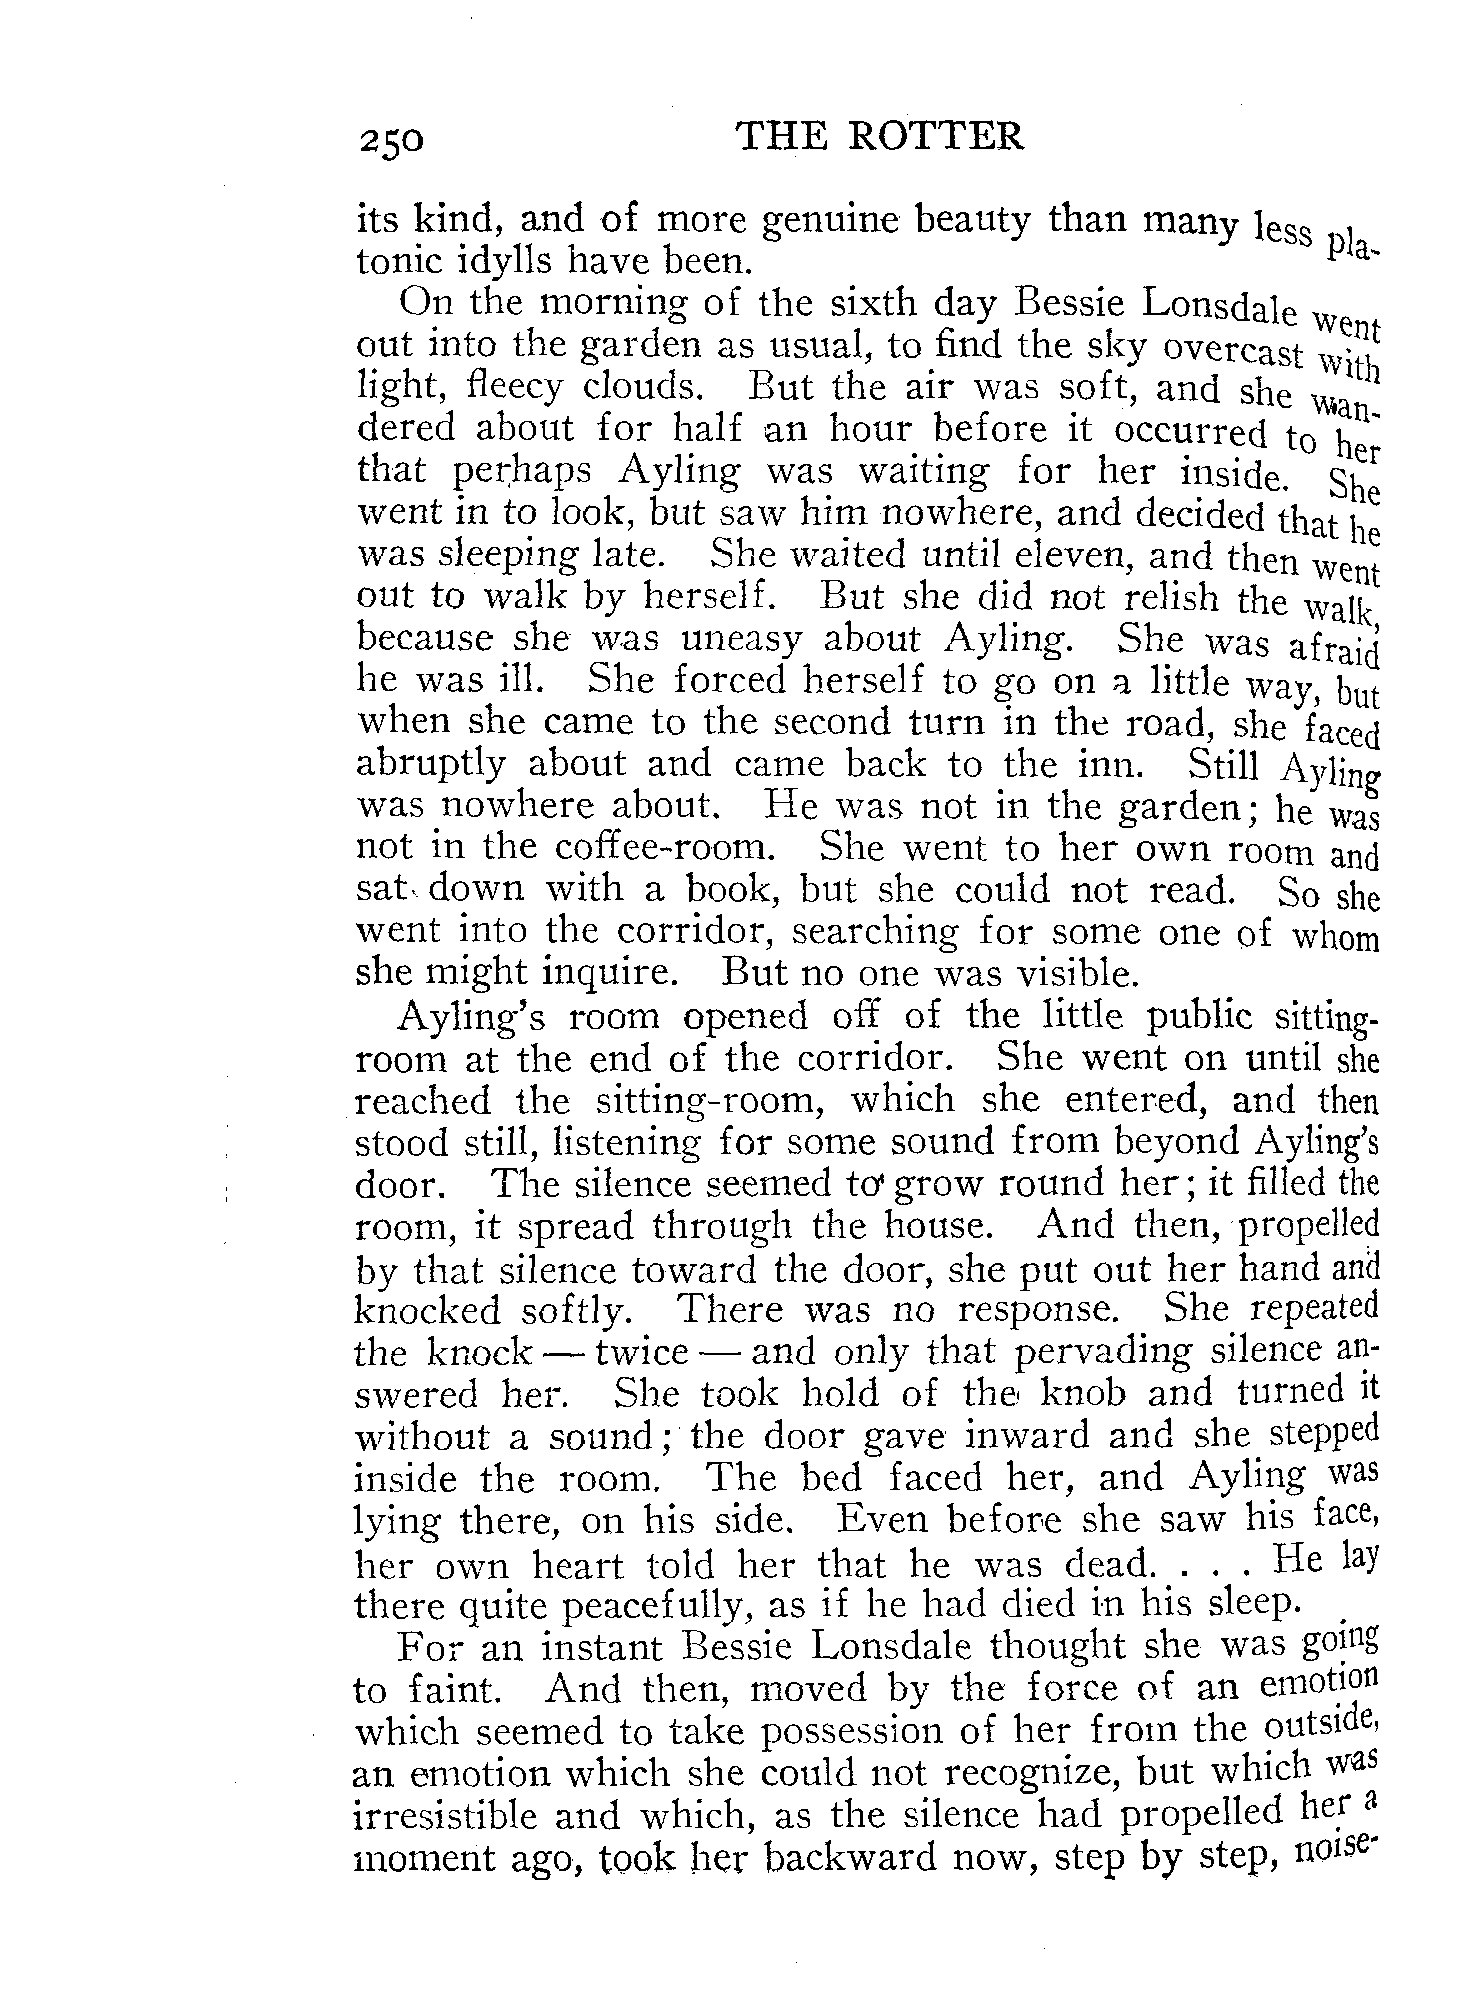 250 THE ROTTER
its kind, and of more genuine beauty than many less pla-
tonic idylls have been.
On the morning of the sixth day Bessie Lonsdale went
out into the garden as usual, to find the sky overcast with
light, fleecy clouds. But the air was soft, and she wan-
dered about for half an hour before it occurred to her
that perhaps Ayling was waiting for her inside. She
went in to look, but saw him nowhere, and decided that he
was sleeping late. She waited until eleven, and then went
out to walk by herself. But she did not relish the walk,
because she was uneasy about Ayling. She was afraid
he was ill. She forced herself to go on a little way, but
when she came to the second turn in the road, she faced
abruptly about and came back to the inn. Still Ayling
was nowhere about. He was not in the garden; he was
not in the coffee-room. She went to her own room and
sat down with a book, but she could not read. So she
went into the corridor, searching for some one of whom
she might inquire. But no one was visible.
Ayling's room opened off of the little public sitting-
room at the end of the corridor. She went on until she
reached the sitting-room, which she entered, and then
stood still, listening for some sound from beyond Ayling's
door. The silence seemed to grow round her; it filled the
room, it spread through the house. And then, propelled
by that silence toward the door, she put out her hand and
knocked softly. There was no response. She repeated
the knock — twice — and only that pervading silence an-
swered her. She took hold of the knob and turned it
without a sound; the door gave inward and she stepped
inside the room. The bed faced her, and Ayling was
lying there, on his side. Even before she saw his face,
her own heart told her that he was dead. . . . He lay
there quite peacefully, as if he had died in his sleep.
For an instant Bessie Lonsdale thought she was going
to faint. And then, moved by the force of an emotion
which seemed to take possession of her from the outside,
an emotion which she could not recognize, but which was
irresistible and which, as the silence had propelled her a
moment ago, took her backward now, step by step, noise-